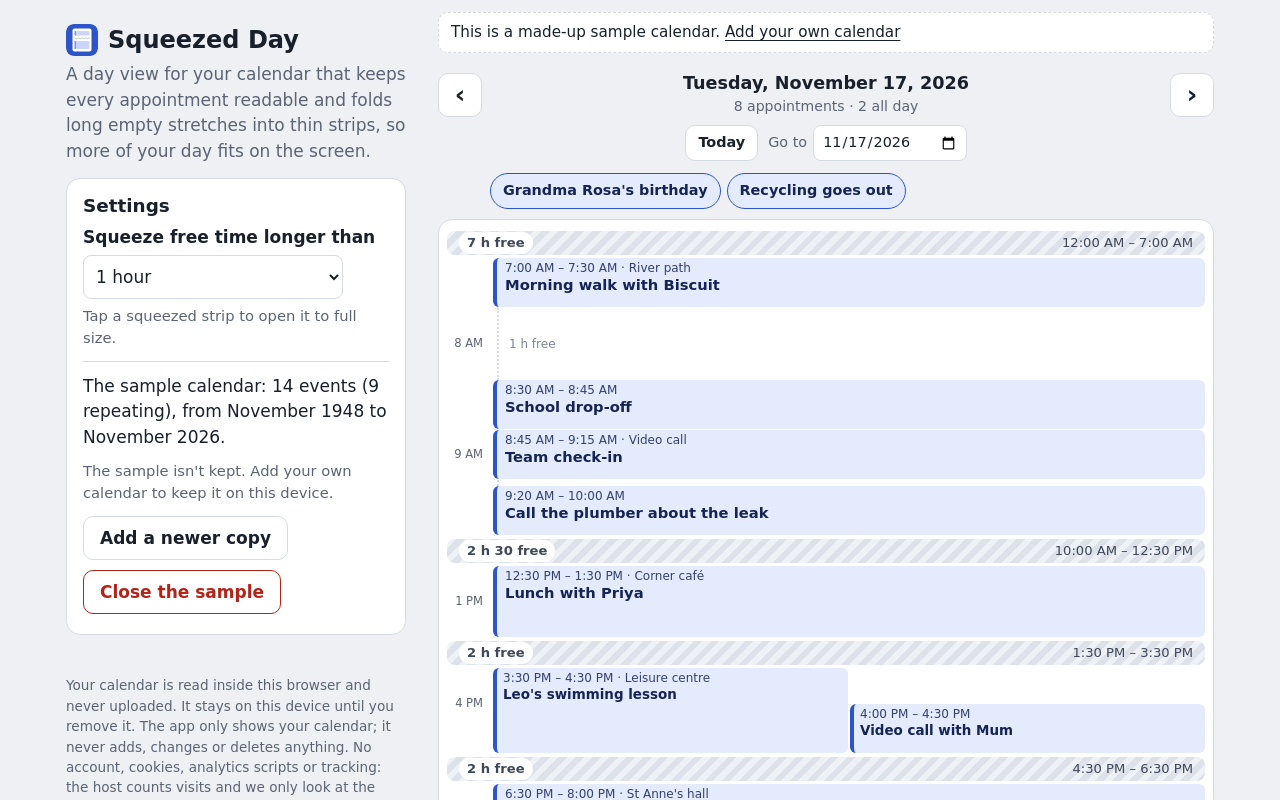 Squeezed Day
A day view for your calendar that keeps
every appointment readable and folds
long empty stretches into thin strips, so
more of your day fits on the screen.
Settings
Squeeze free time longer than
1 hour
Tap a squeezed strip to open it to full
size.
The sample calendar: 14 events (9
repeating), from November 1948 to
November 2026.
The sample isn't kept. Add your own
calendar to keep it on this device.
Add a newer copy
Close the sample
Your calendar is read inside this browser and
never uploaded. It stays on this device until you
remove it. The app only shows your calendar; it
never adds, changes or deletes anything. No
account, cookies, analytics scripts or tracking:
the host counts visits and we only look at the
This is a made-up sample calendar. Add your own calendar
‹
Tuesday, November 17, 2026
›
8 appointments · 2 all day
Today Go to 11/17/2026
Grandma Rosa's birthday Recycling goes out
7 h free 12:00 AM – 7:00 AM
7:00 AM – 7:30 AM · River path
Morning walk with Biscuit
8 AM 1 h free
8:30 AM – 8:45 AM
School drop-off
8:45 AM – 9:15 AM · Video call
9 AM Team check-in
9:20 AM – 10:00 AM
Call the plumber about the leak
2 h 30 free 10:00 AM – 12:30 PM
12:30 PM – 1:30 PM · Corner café
Lunch with Priya
1 PM
2 h free 1:30 PM – 3:30 PM
3:30 PM – 4:30 PM · Leisure centre
Leo's swimming lesson
4 PM
4:00 PM – 4:30 PM
Video call with Mum
2 h free 4:30 PM – 6:30 PM
6:30 PM – 8:00 PM · St Anne's hall